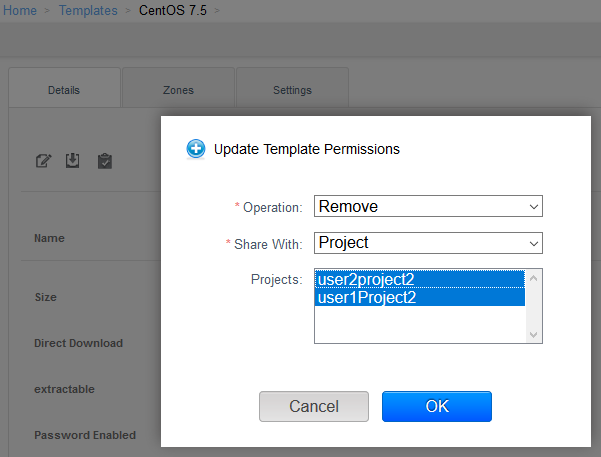 Home > Templates > CentOS 7.5 >
Details Zones Settings
Update Template Permissions
* Operation: Remove
* Share With: Project
Projects: user2project2
user1Project2
Cancel OK
Name
Size
Direct Download
extractable
Password Enabled